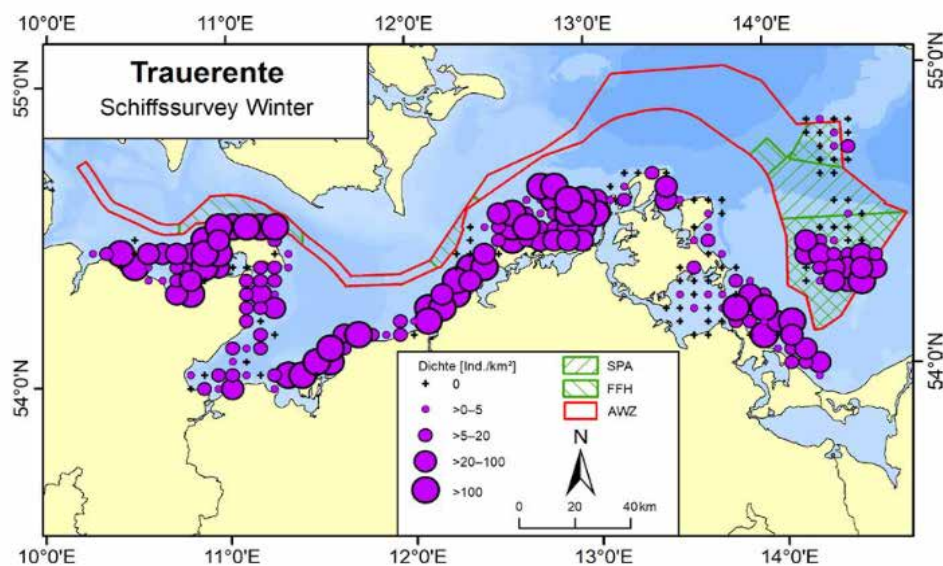 10°0'E 11°0'E 12°0'E 13°0'E 14°0'E
Trauerente
Schiffssurvey Winter
55°0'N
55°0'N
54°0'N
54°0'N
Dichte [Ind./km²]
0
>0–5
>5–20
>20–100
>100
SPA
FFH
AWZ
N
0 20 40 km
10°0'E 11°0'E 12°0'E 13°0'E 14°0'E